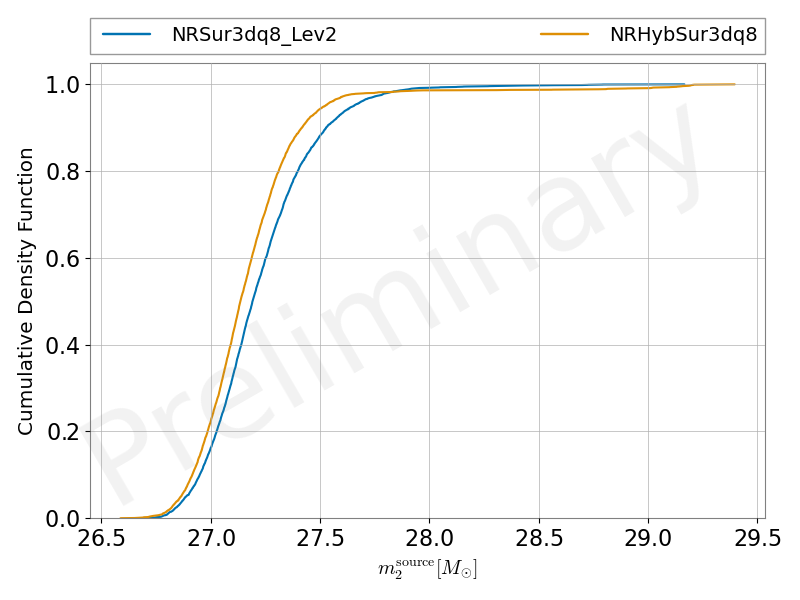 NRSur3dq8_Lev2 NRHybSur3dq8
1.0
0.8
0.6
0.4
0.2
0.0
Cumulative Density Function
Preliminary
26.5 27.0 27.5 28.0 28.5 29.0 29.5
m₂^source [M⊙]